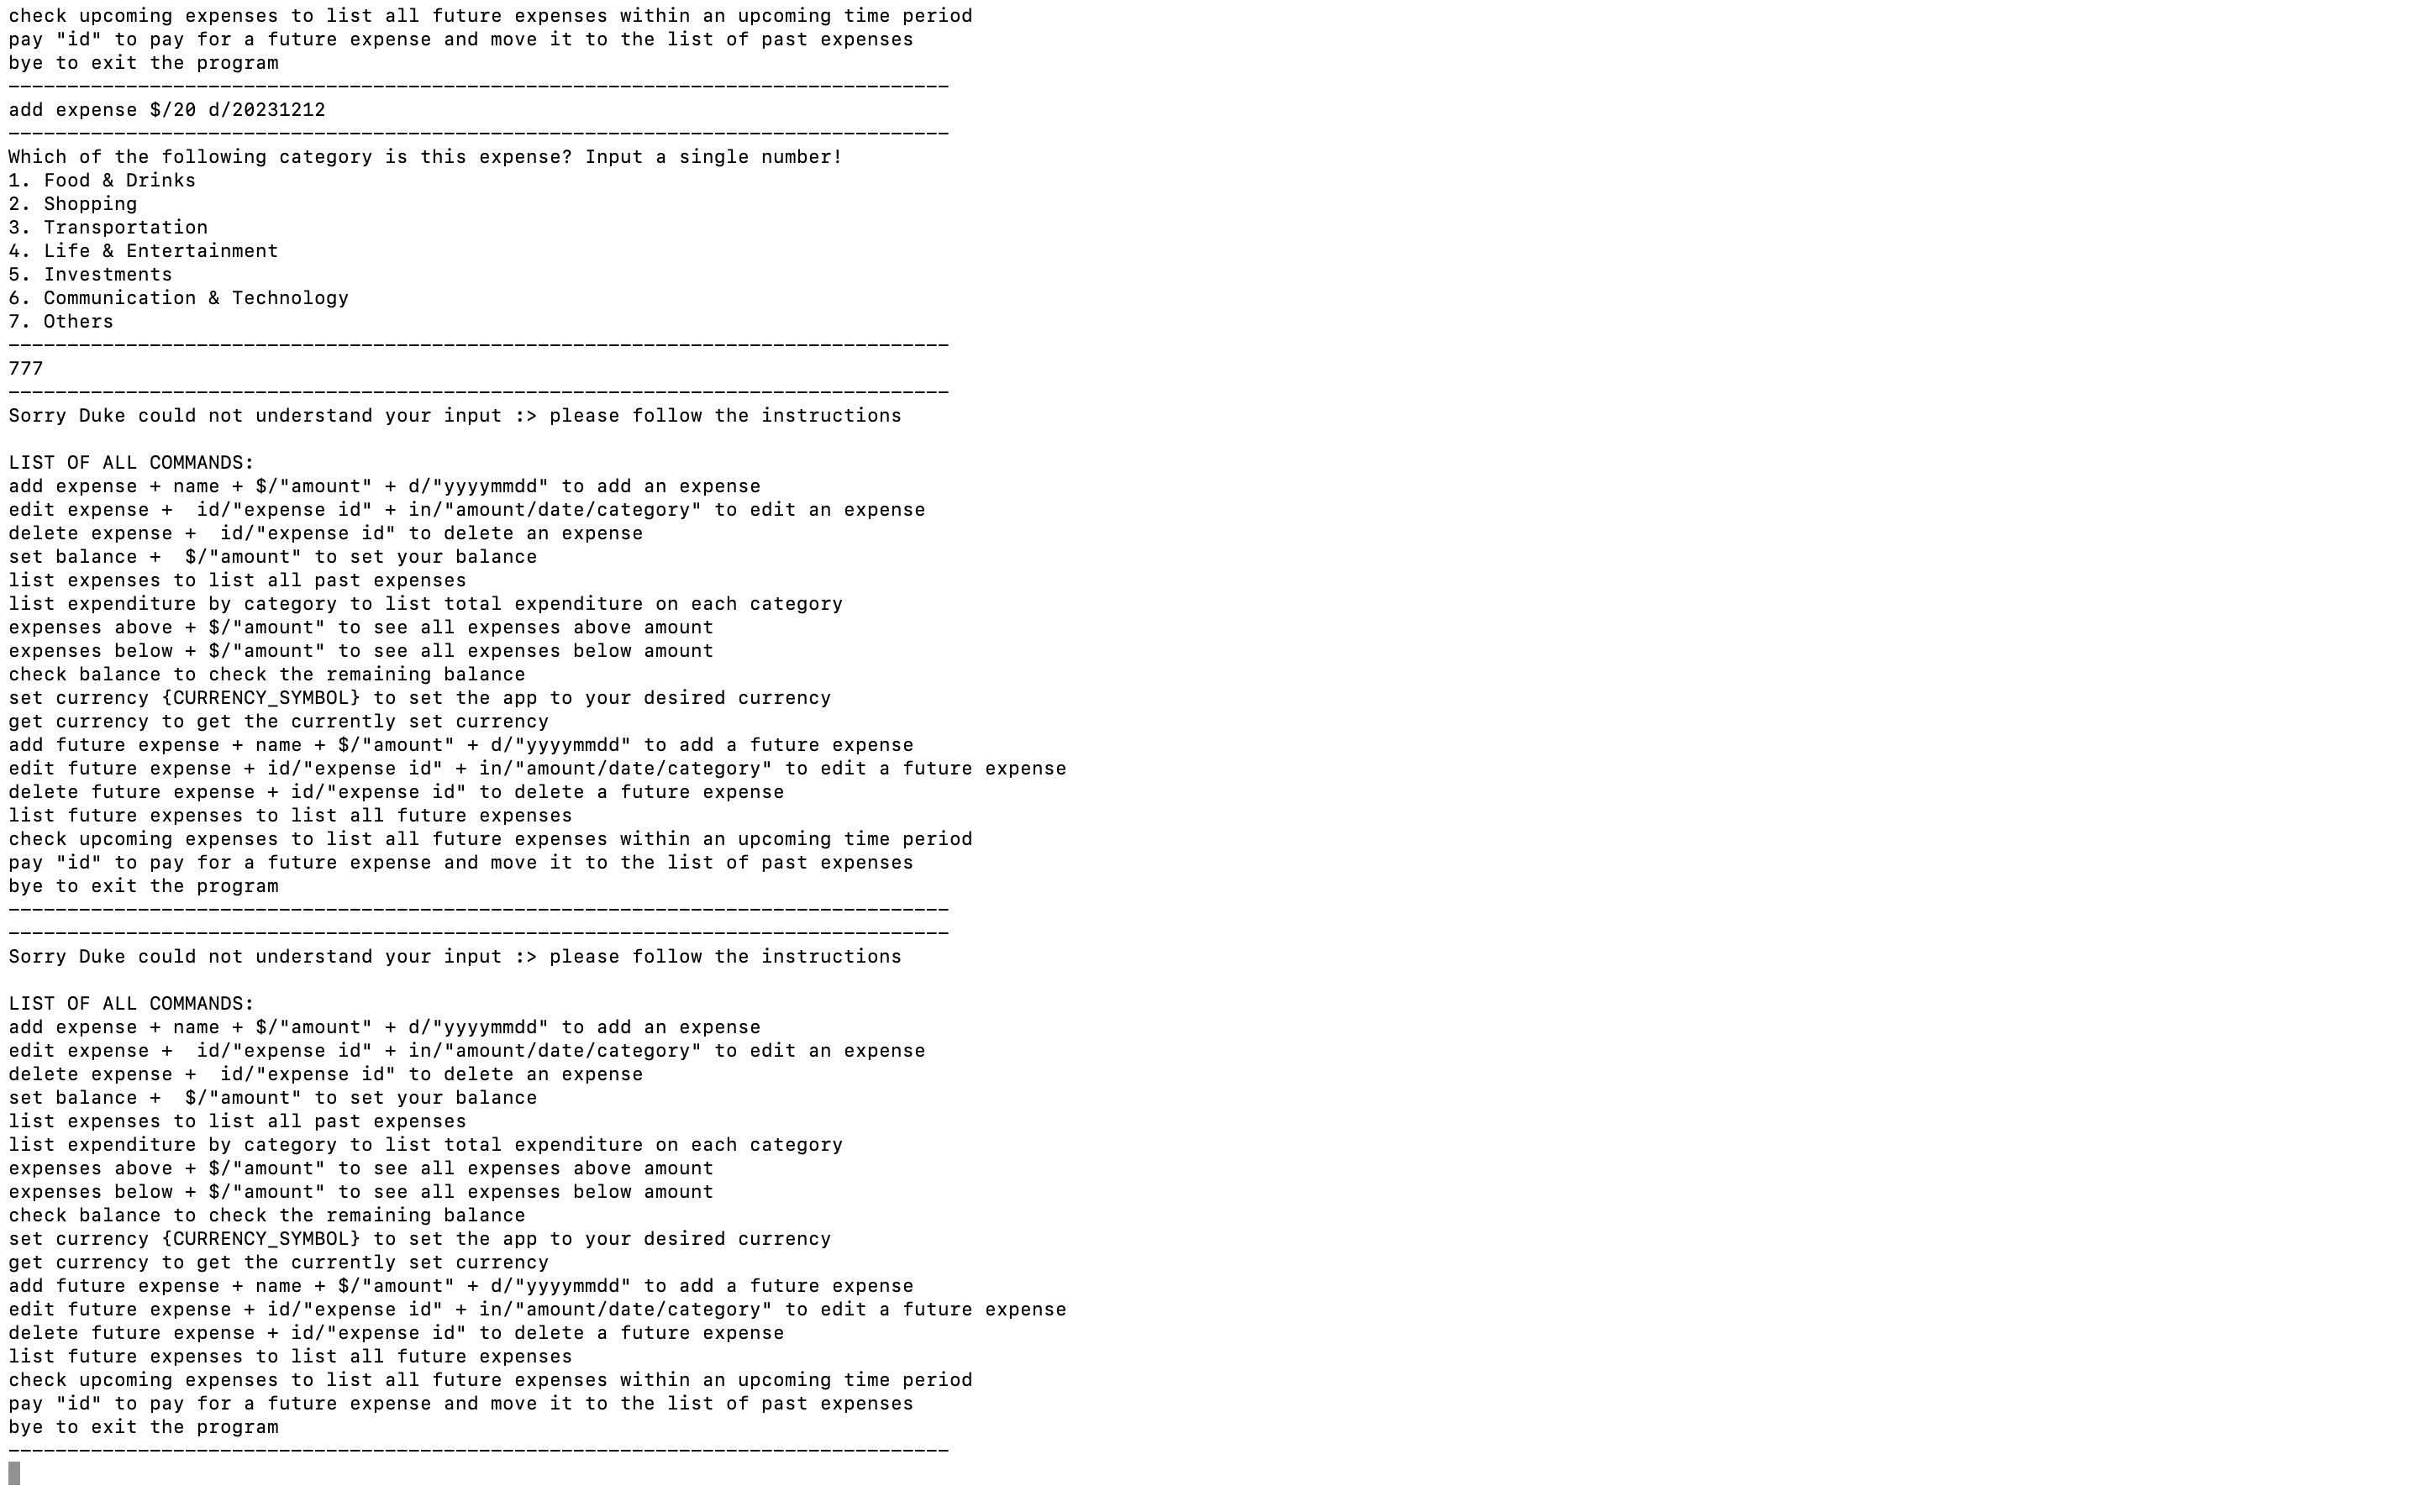 check upcoming expenses to list all future expenses within an upcoming time period
pay "id" to pay for a future expense and move it to the list of past expenses
bye to exit the program
________________________________________________________________________________
add expense $/20 d/20231212
________________________________________________________________________________
Which of the following category is this expense? Input a single number!
1. Food & Drinks
2. Shopping
3. Transportation
4. Life & Entertainment
5. Investments
6. Communication & Technology
7. Others
________________________________________________________________________________
777
________________________________________________________________________________
Sorry Duke could not understand your input :> please follow the instructions

LIST OF ALL COMMANDS:
add expense + name + $/"amount" + d/"yyyymmdd" to add an expense
edit expense +  id/"expense id" + in/"amount/date/category" to edit an expense
delete expense +  id/"expense id" to delete an expense
set balance +  $/"amount" to set your balance
list expenses to list all past expenses
list expenditure by category to list total expenditure on each category
expenses above + $/"amount" to see all expenses above amount
expenses below + $/"amount" to see all expenses below amount
check balance to check the remaining balance
set currency {CURRENCY_SYMBOL} to set the app to your desired currency
get currency to get the currently set currency
add future expense + name + $/"amount" + d/"yyyymmdd" to add a future expense
edit future expense + id/"expense id" + in/"amount/date/category" to edit a future expense
delete future expense + id/"expense id" to delete a future expense
list future expenses to list all future expenses
check upcoming expenses to list all future expenses within an upcoming time period
pay "id" to pay for a future expense and move it to the list of past expenses
bye to exit the program
________________________________________________________________________________
________________________________________________________________________________
Sorry Duke could not understand your input :> please follow the instructions

LIST OF ALL COMMANDS:
add expense + name + $/"amount" + d/"yyyymmdd" to add an expense
edit expense +  id/"expense id" + in/"amount/date/category" to edit an expense
delete expense +  id/"expense id" to delete an expense
set balance +  $/"amount" to set your balance
list expenses to list all past expenses
list expenditure by category to list total expenditure on each category
expenses above + $/"amount" to see all expenses above amount
expenses below + $/"amount" to see all expenses below amount
check balance to check the remaining balance
set currency {CURRENCY_SYMBOL} to set the app to your desired currency
get currency to get the currently set currency
add future expense + name + $/"amount" + d/"yyyymmdd" to add a future expense
edit future expense + id/"expense id" + in/"amount/date/category" to edit a future expense
delete future expense + id/"expense id" to delete a future expense
list future expenses to list all future expenses
check upcoming expenses to list all future expenses within an upcoming time period
pay "id" to pay for a future expense and move it to the list of past expenses
bye to exit the program
________________________________________________________________________________